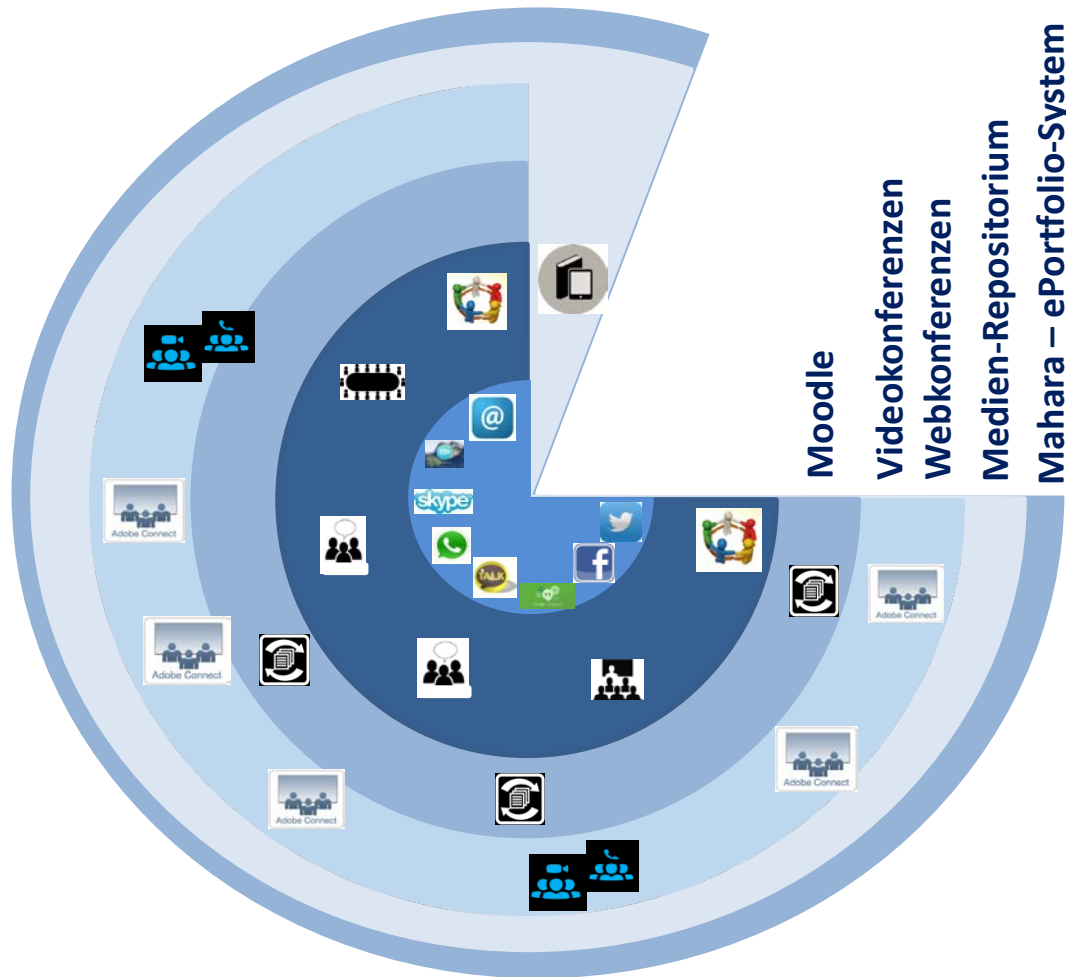 Moodle
Videokonferenzen
Webkonferenzen
Medien-Repositorium
Mahara – ePortfolio-System
@
skype
TALK
f
Adobe Connect
Adobe Connect
Adobe Connect
Adobe Connect
Adobe Connect